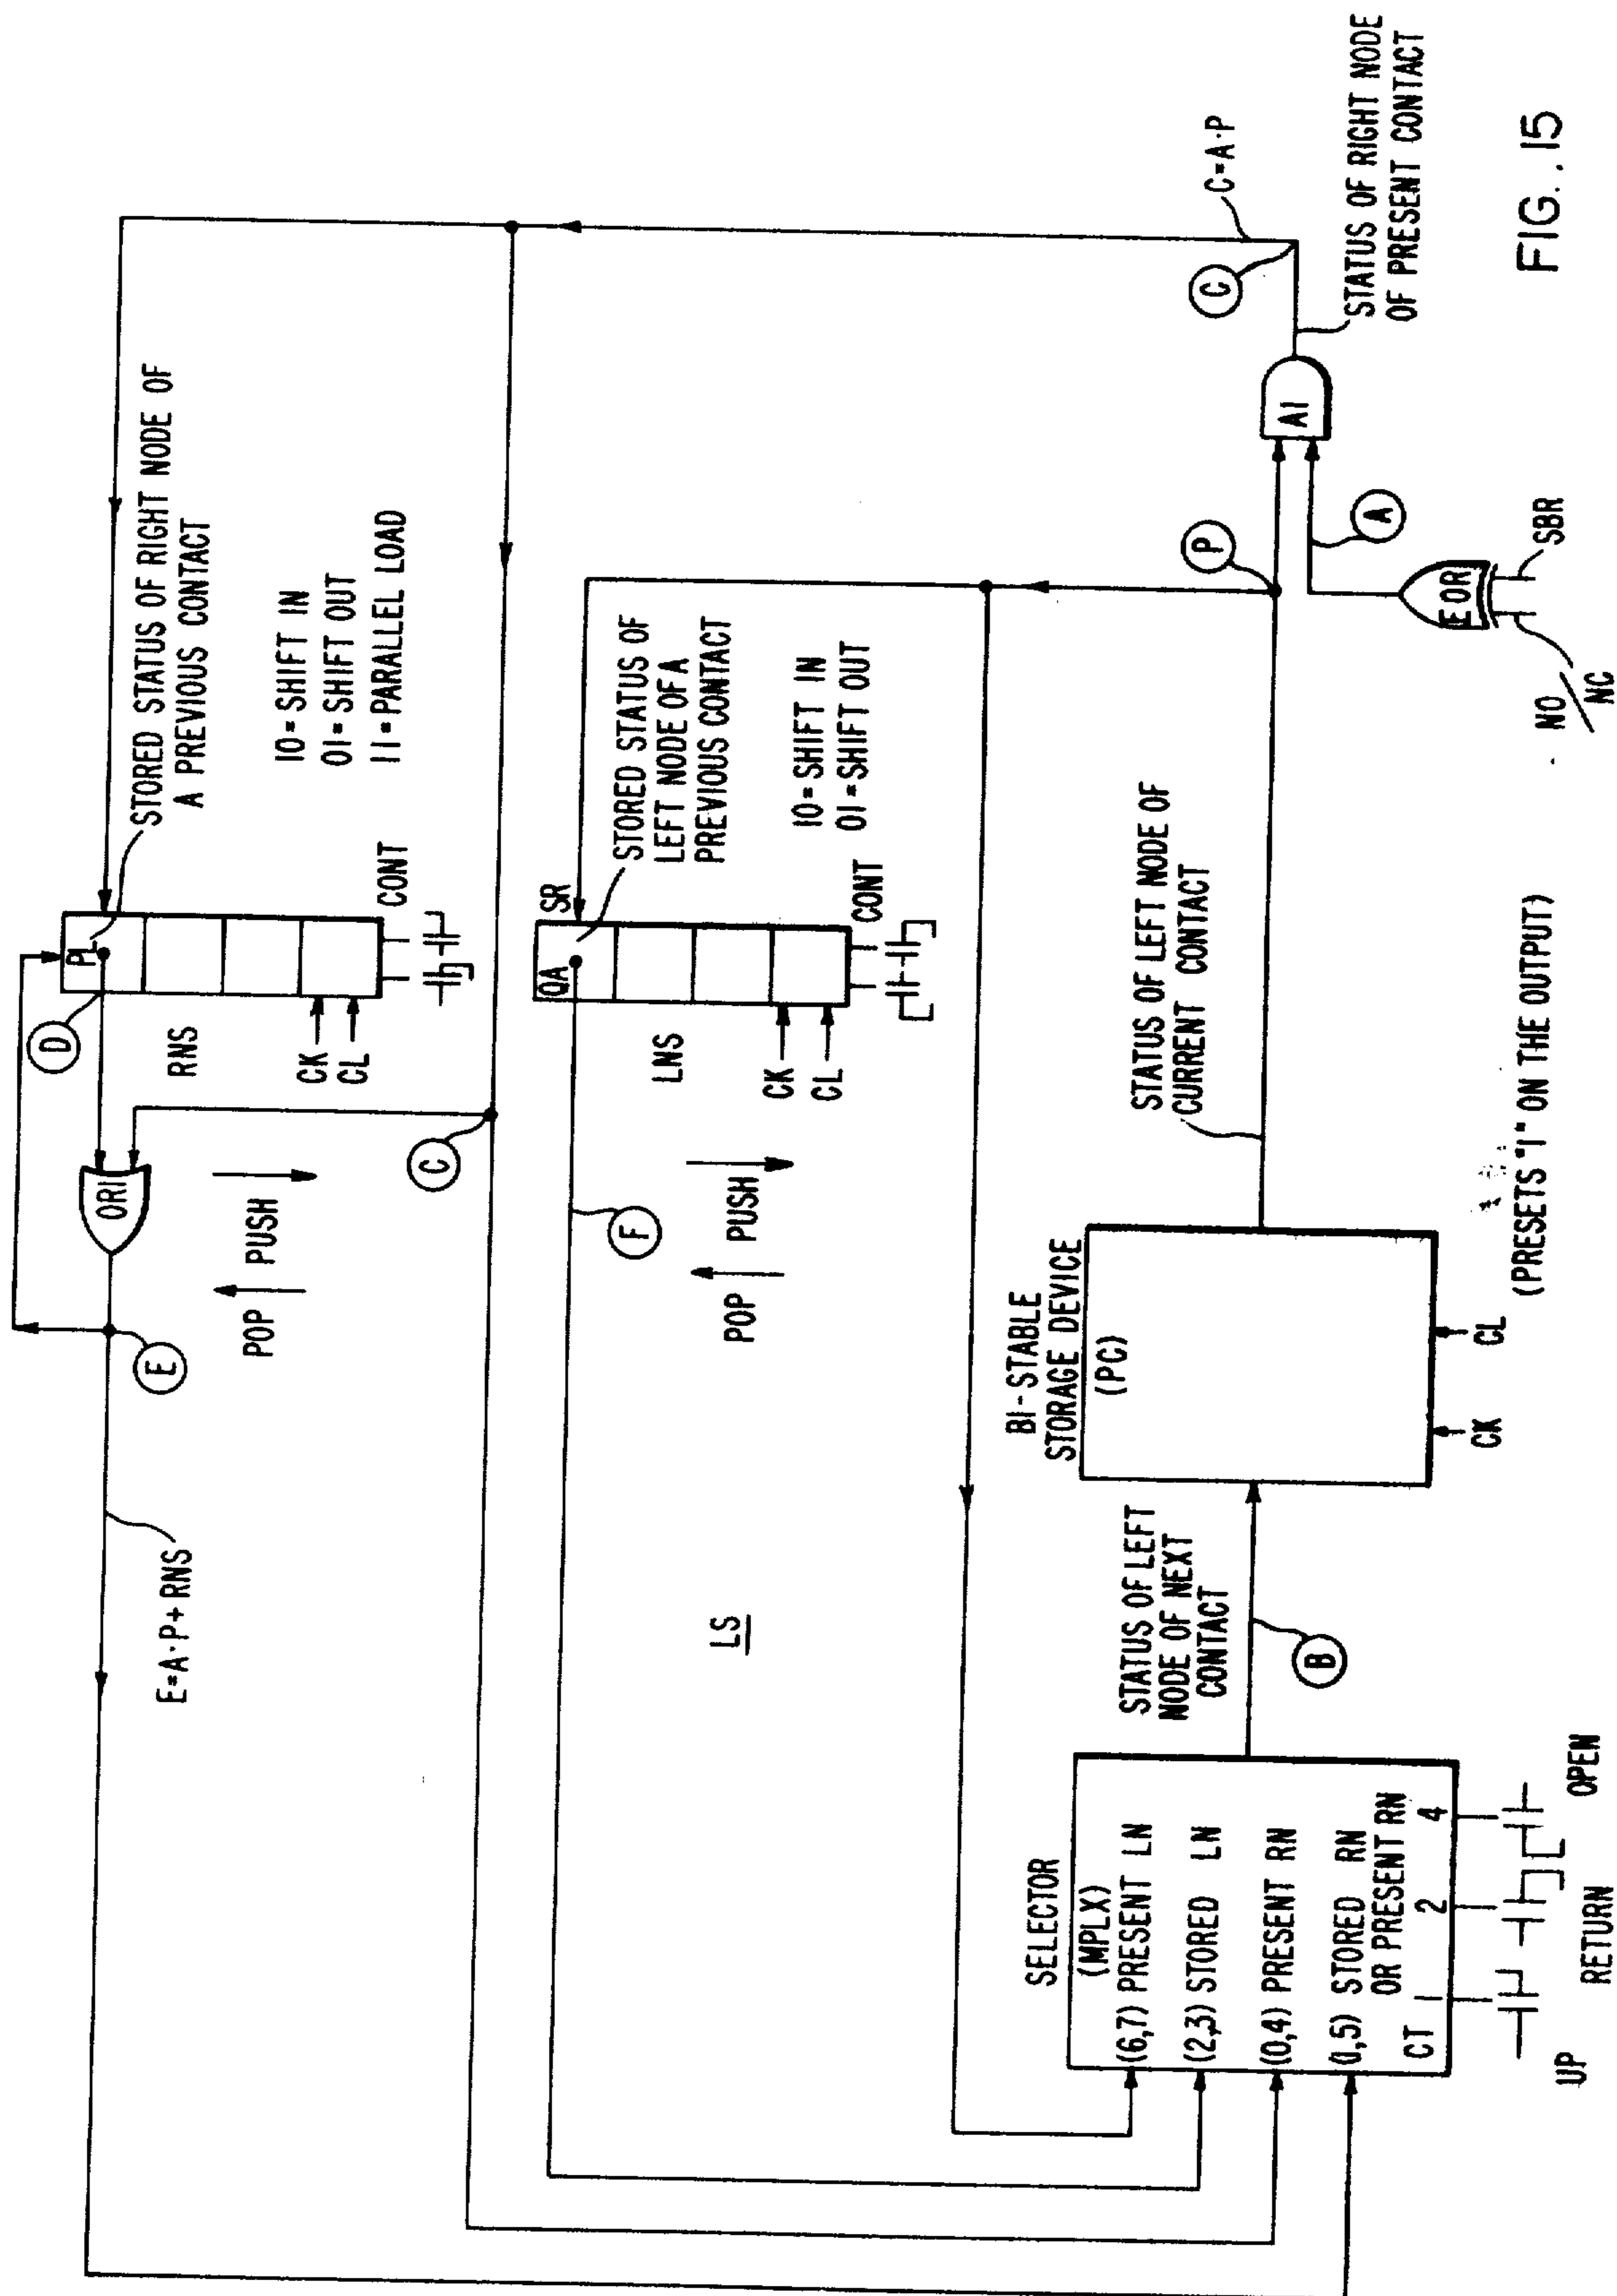 STORED STATUS OF RIGHT NODE OF
A PREVIOUS CONTACT
10 = SHIFT IN
01 = SHIFT OUT
11 = PARALLEL LOAD
CONT
PL
D
RNS
CK
CL
OR1
PUSH
POP
E
E=A·P+RNS
C
C=A·P
C
STATUS OF RIGHT NODE
OF PRESENT CONTACT
A1
STORED STATUS OF
LEFT NODE OF A
PREVIOUS CONTACT
10 = SHIFT IN
01 = SHIFT OUT
SR
CONT
QA
LNS
CK
CL
F
PUSH
POP
LS
P
A
E OR
SBR
NO/NC
STATUS OF LEFT NODE OF
CURRENT CONTACT
BI-STABLE
STORAGE DEVICE
(PC)
CK
CL
(PRESETS "1" ON THE OUTPUT)
STATUS OF LEFT
NODE OF NEXT
CONTACT
B
SELECTOR
(MPLX)
(6,7) PRESENT LN
(2,3) STORED LN
(0,4) PRESENT RN
(1,5) STORED RN
OR PRESENT RN
CT 1 2 4
UP
RETURN
OPEN
FIG. 15